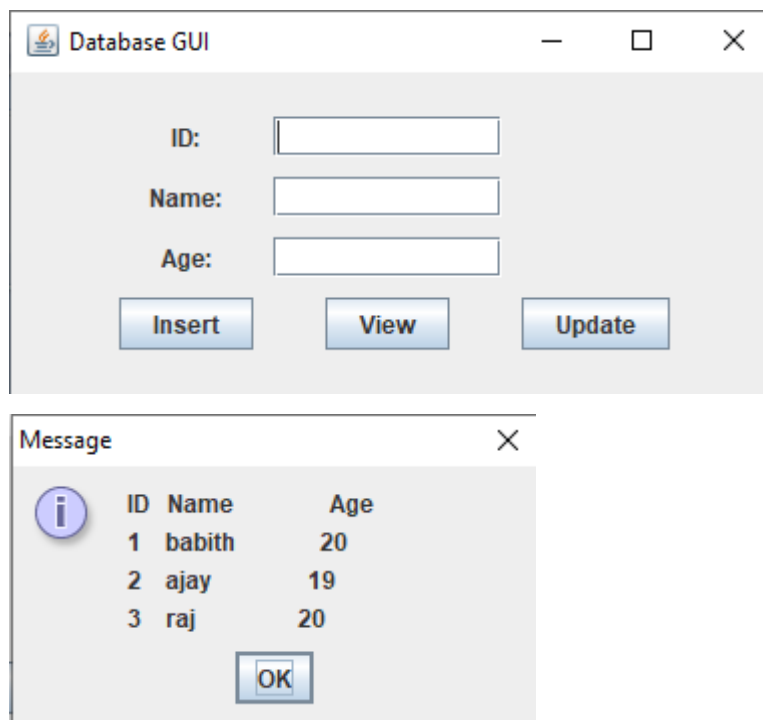 Database GUI
ID:
Name:
Age:
Insert View Update
Message
ID Name Age
1 babith 20
2 ajay 19
3 raj 20
OK